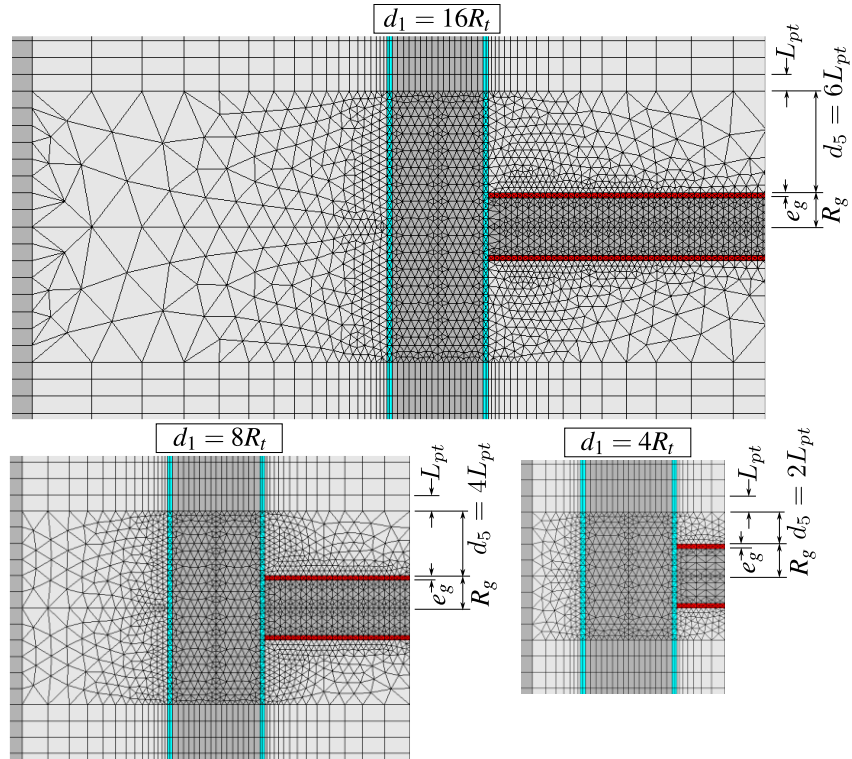 d_1 = 16R_t
L_pt
d_5 = 6L_pt
e_g
R_g
d_1 = 8R_t
L_pt
d_5 = 4L_pt
e_g
R_g
d_1 = 4R_t
L_pt
d_5 = 2L_pt
e_g
R_g